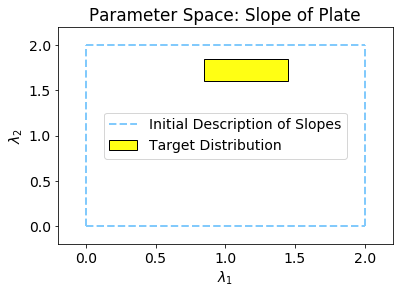 Parameter Space: Slope of Plate
2.0
1.5
Initial Description of Slopes
Target Distribution
1.0
0.5
0.0
λ₂
0.0 0.5 1.0 1.5 2.0
λ₁